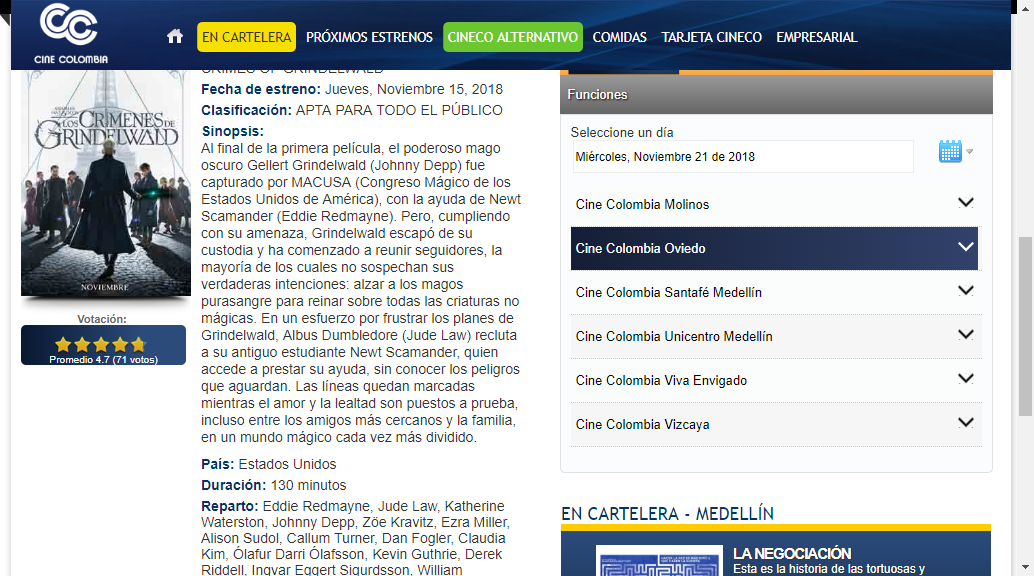 CINE COLOMBIA
EN CARTELERA
PRÓXIMOS ESTRENOS
CINECO ALTERNATIVO
COMIDAS
TARJETA CINECO
EMPRESARIAL
CRIMES OF GRINDELWALD
Fecha de estreno: Jueves, Noviembre 15, 2018
Clasificación: APTA PARA TODO EL PÚBLICO
Sinopsis:
Al final de la primera película, el poderoso mago
oscuro Gellert Grindelwald (Johnny Depp) fue
capturado por MACUSA (Congreso Mágico de los
Estados Unidos de América), con la ayuda de Newt
Scamander (Eddie Redmayne). Pero, cumpliendo
con su amenaza, Grindelwald escapó de su
custodia y ha comenzado a reunir seguidores, la
mayoría de los cuales no sospechan sus
verdaderas intenciones: alzar a los magos
purasangre para reinar sobre todas las criaturas no
mágicas. En un esfuerzo por frustrar los planes de
Grindelwald, Albus Dumbledore (Jude Law) recluta
a su antiguo estudiante Newt Scamander, quien
accede a prestar su ayuda, sin conocer los peligros
que aguardan. Las líneas quedan marcadas
mientras el amor y la lealtad son puestos a prueba,
incluso entre los amigos más cercanos y la familia,
en un mundo mágico cada vez más dividido.
País: Estados Unidos
Duración: 130 minutos
Reparto: Eddie Redmayne, Jude Law, Katherine
Waterston, Johnny Depp, Zöe Kravitz, Ezra Miller,
Alison Sudol, Callum Turner, Dan Fogler, Claudia
Kim, Ólafur Darri Ólafsson, Kevin Guthrie, Derek
Riddell, Ingvar Eggert Sigurdsson, William
LOS CRÍMENES DE
GRINDELWALD
NOVIEMBRE
Votación:
Promedio 4.7 (71 votos)
Funciones
Seleccione un día
Miércoles, Noviembre 21 de 2018
Cine Colombia Molinos
Cine Colombia Oviedo
Cine Colombia Santafé Medellín
Cine Colombia Unicentro Medellín
Cine Colombia Viva Envigado
Cine Colombia Vizcaya
EN CARTELERA - MEDELLÍN
LA NEGOCIACIÓN
Esta es la historia de las tortuosas y